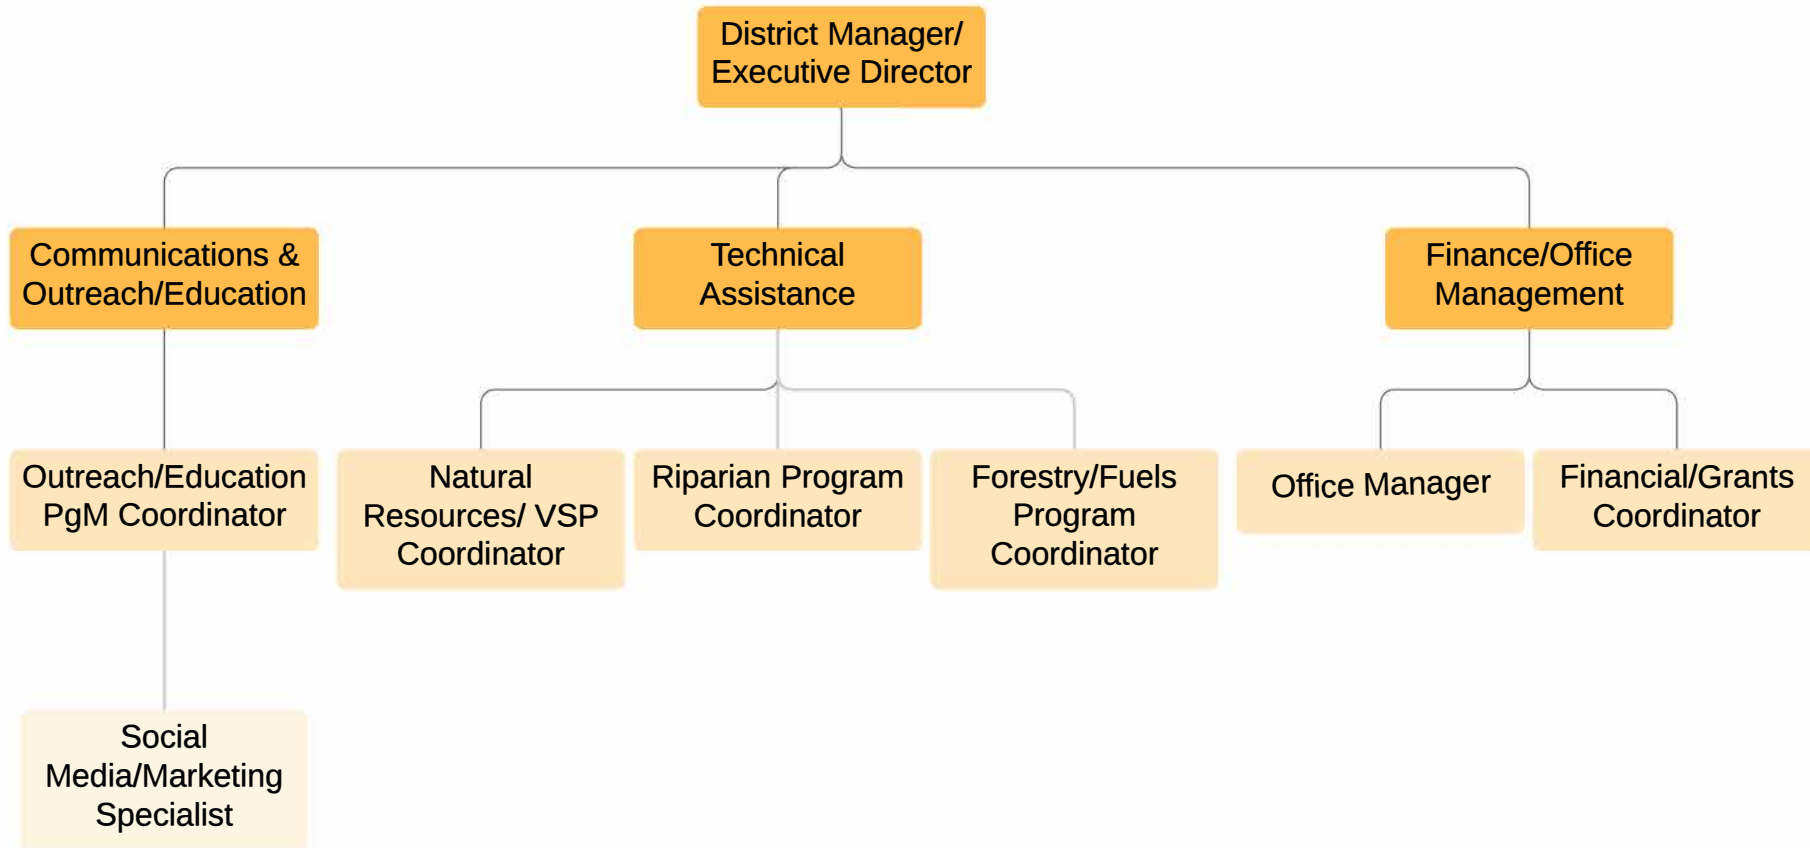 District Manager/
Executive Director
Communications &
Outreach/Education
Technical
Assistance
Finance/Office
Management
Outreach/Education
PgM Coordinator
Natural
Resources/ VSP
Coordinator
Riparian Program
Coordinator
Forestry/Fuels
Program
Coordinator
Office Manager
Financial/Grants
Coordinator
Social
Media/Marketing
Specialist